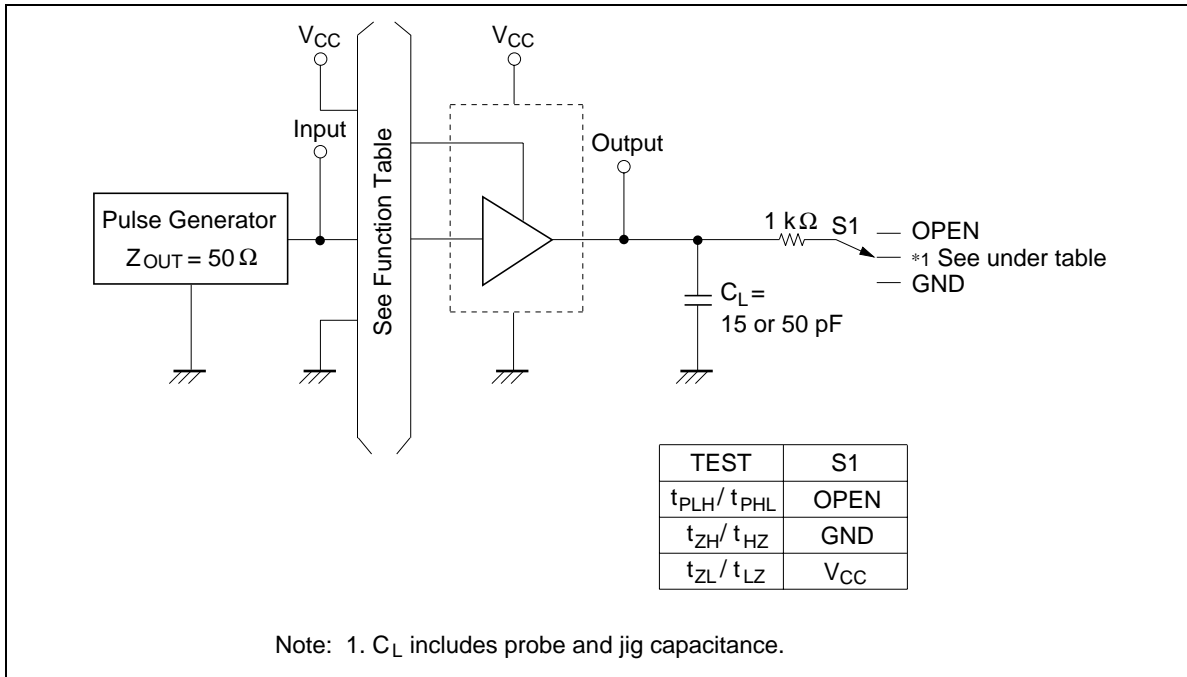 VCC
VCC
Input
Output
See Function Table
Pulse Generator
ZOUT = 50 Ω
1 kΩ
S1
OPEN
*1 See under table
GND
CL =
15 or 50 pF
TEST S1
tPLH / tPHL OPEN
tZH / tHZ GND
tZL / tLZ VCC
Note: 1. CL includes probe and jig capacitance.